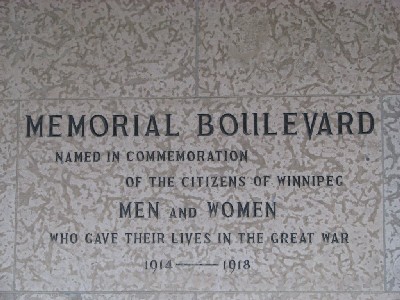 MEMORIAL BOULEVARD
NAMED IN COMMEMORATION
OF THE CITIZENS OF WINNIPEG
MEN AND WOMEN
WHO GAVE THEIR LIVES IN THE GREAT WAR
1914 — 1918